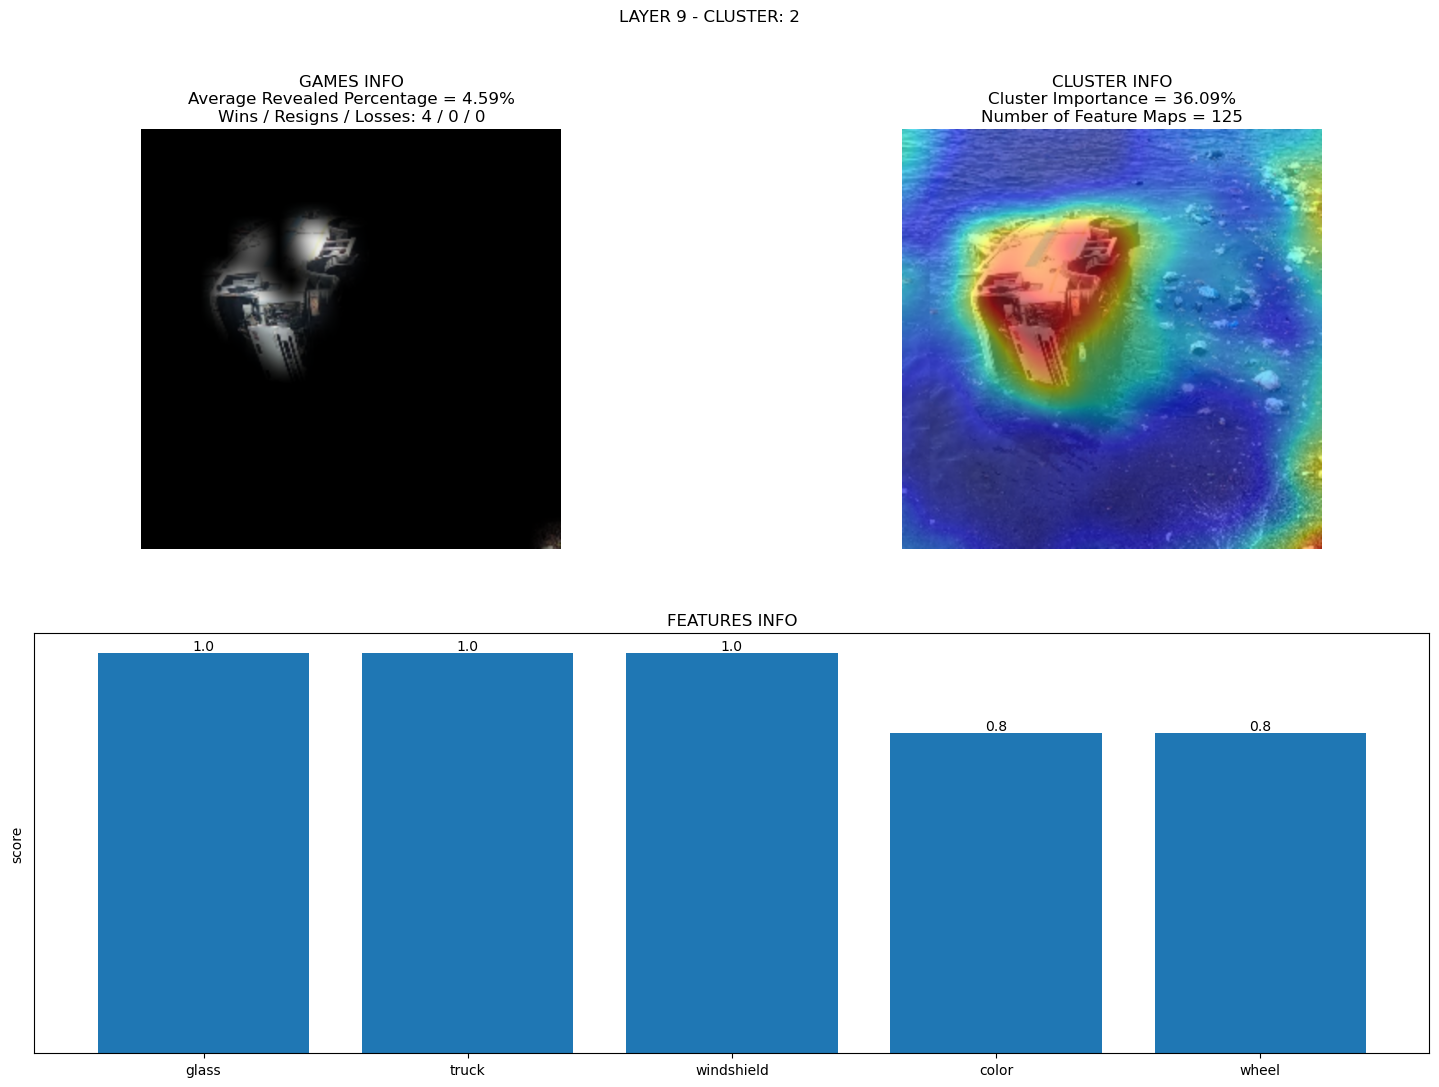 LAYER 9 - CLUSTER: 2
GAMES INFO
Average Revealed Percentage = 4.59%
Wins / Resigns / Losses: 4 / 0 / 0
CLUSTER INFO
Cluster Importance = 36.09%
Number of Feature Maps = 125
FEATURES INFO
1.0
1.0
1.0
0.8
0.8
score
glass
truck
windshield
color
wheel